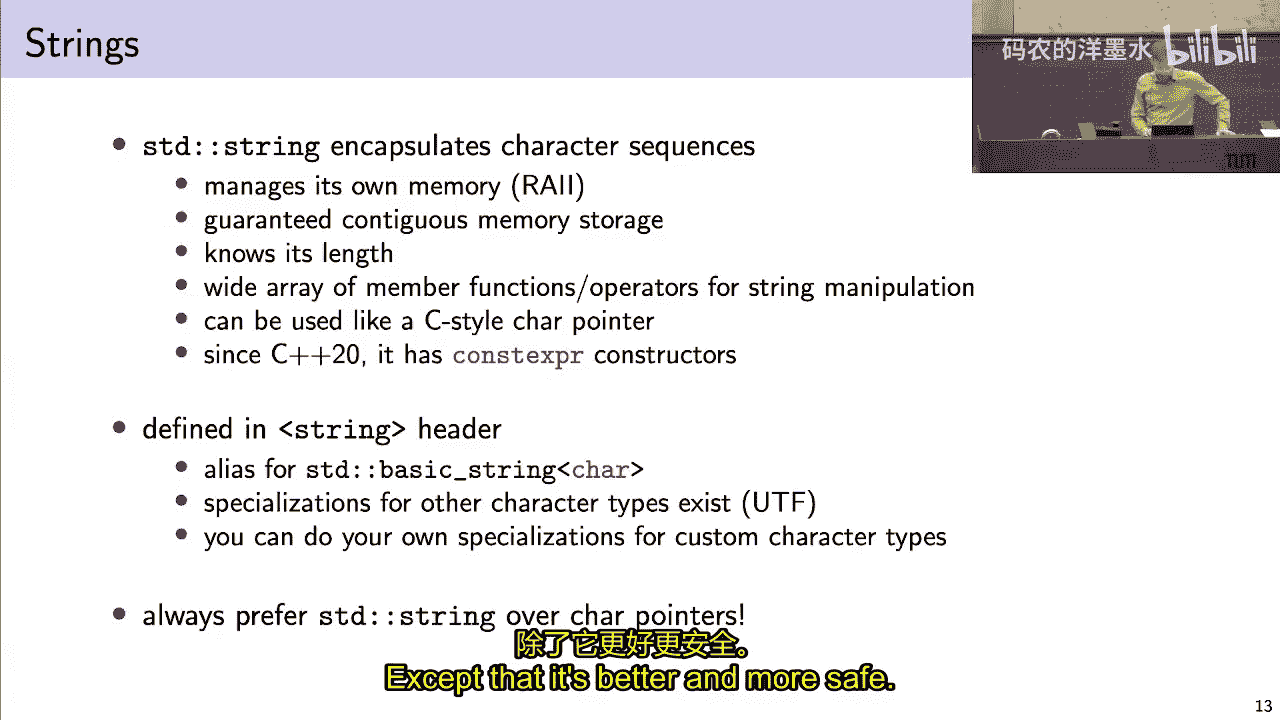 Strings
码农的洋墨水 bilibili
• std::string encapsulates character sequences
• manages its own memory (RAII)
• guaranteed contiguous memory storage
• knows its length
• wide array of member functions/operators for string manipulation
• can be used like a C-style char pointer
• since C++20, it has constexpr constructors
• defined in <string> header
• alias for std::basic_string<char>
• specializations for other character types exist (UTF)
• you can do your own specializations for custom character types
• always prefer std::string over char pointers!
除了它更好更安全。
Except that it's better and more safe.
13